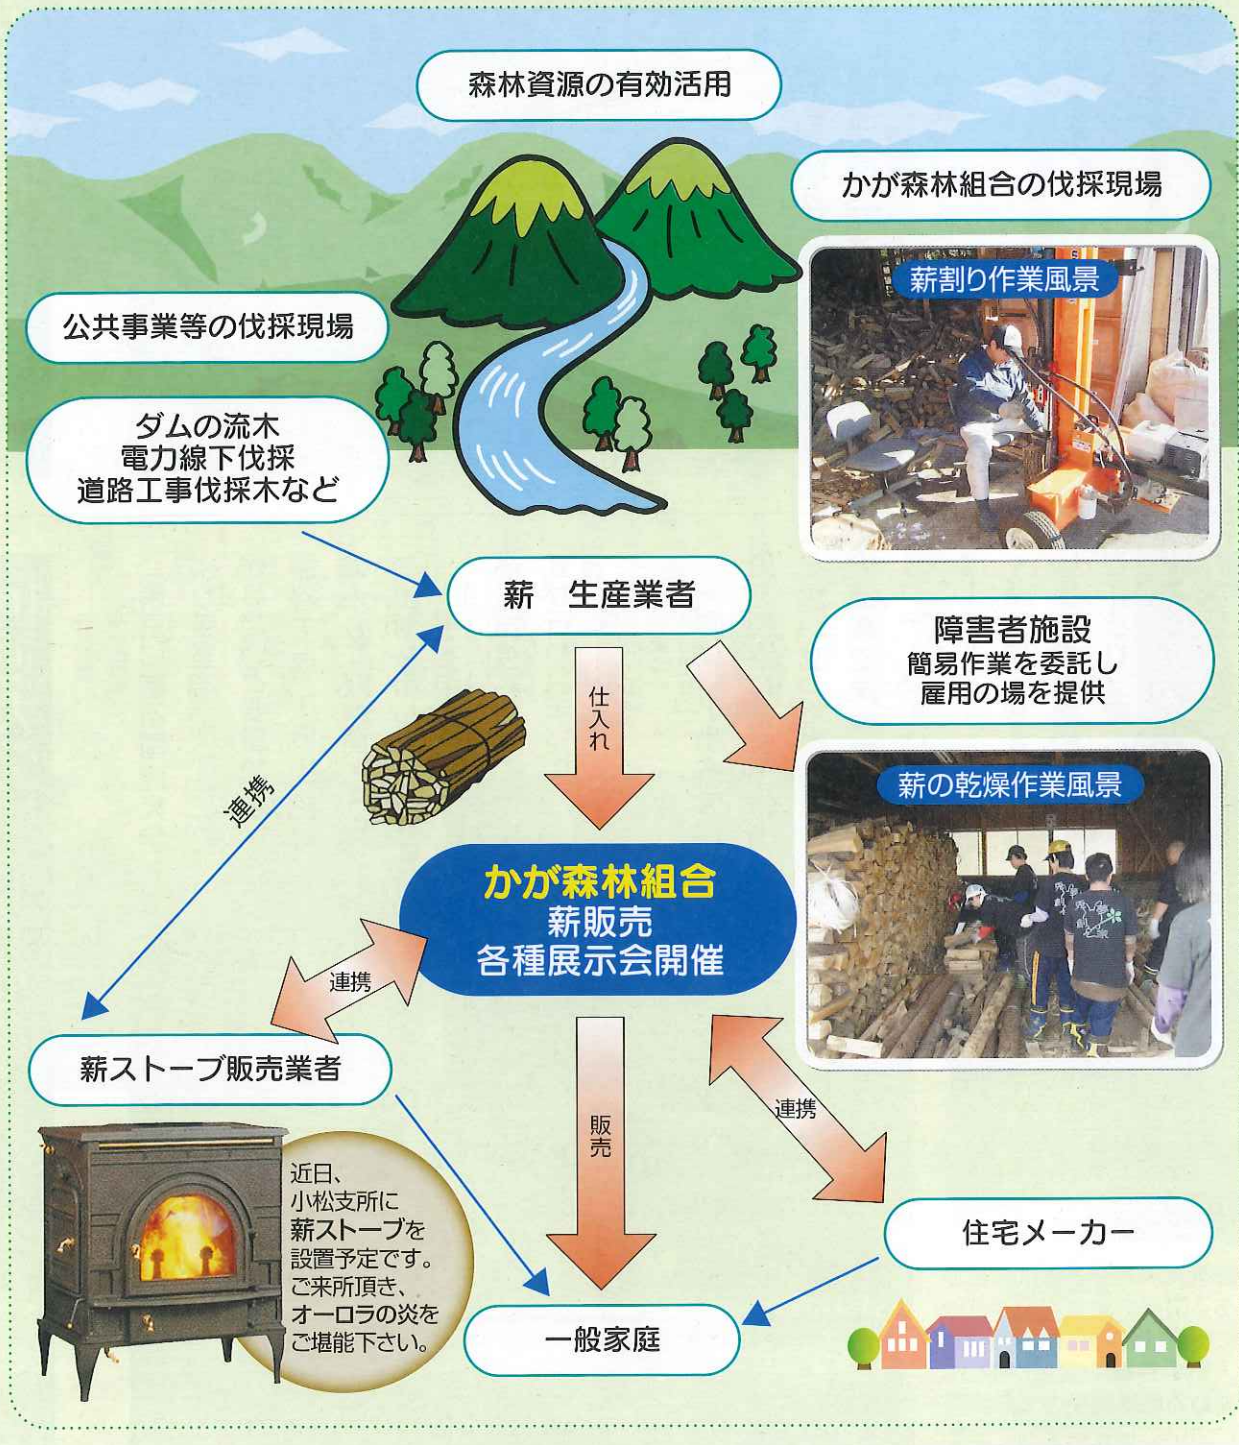 森林資源の有効活用
かが森林組合の伐採現場
薪割り作業風景
公共事業等の伐採現場
ダムの流木
電力線下伐採
道路工事伐採木など
薪 生産業者
障害者施設
簡易作業を委託し
雇用の場を提供
仕入れ
連携
薪の乾燥作業風景
かが森林組合
薪販売
各種展示会開催
連携
薪ストーブ販売業者
販売
連携
近日、
小松支所に
薪ストーブを
設置予定です。
ご来所頂き、
オーロラの炎を
ご堪能下さい。
住宅メーカー
一般家庭